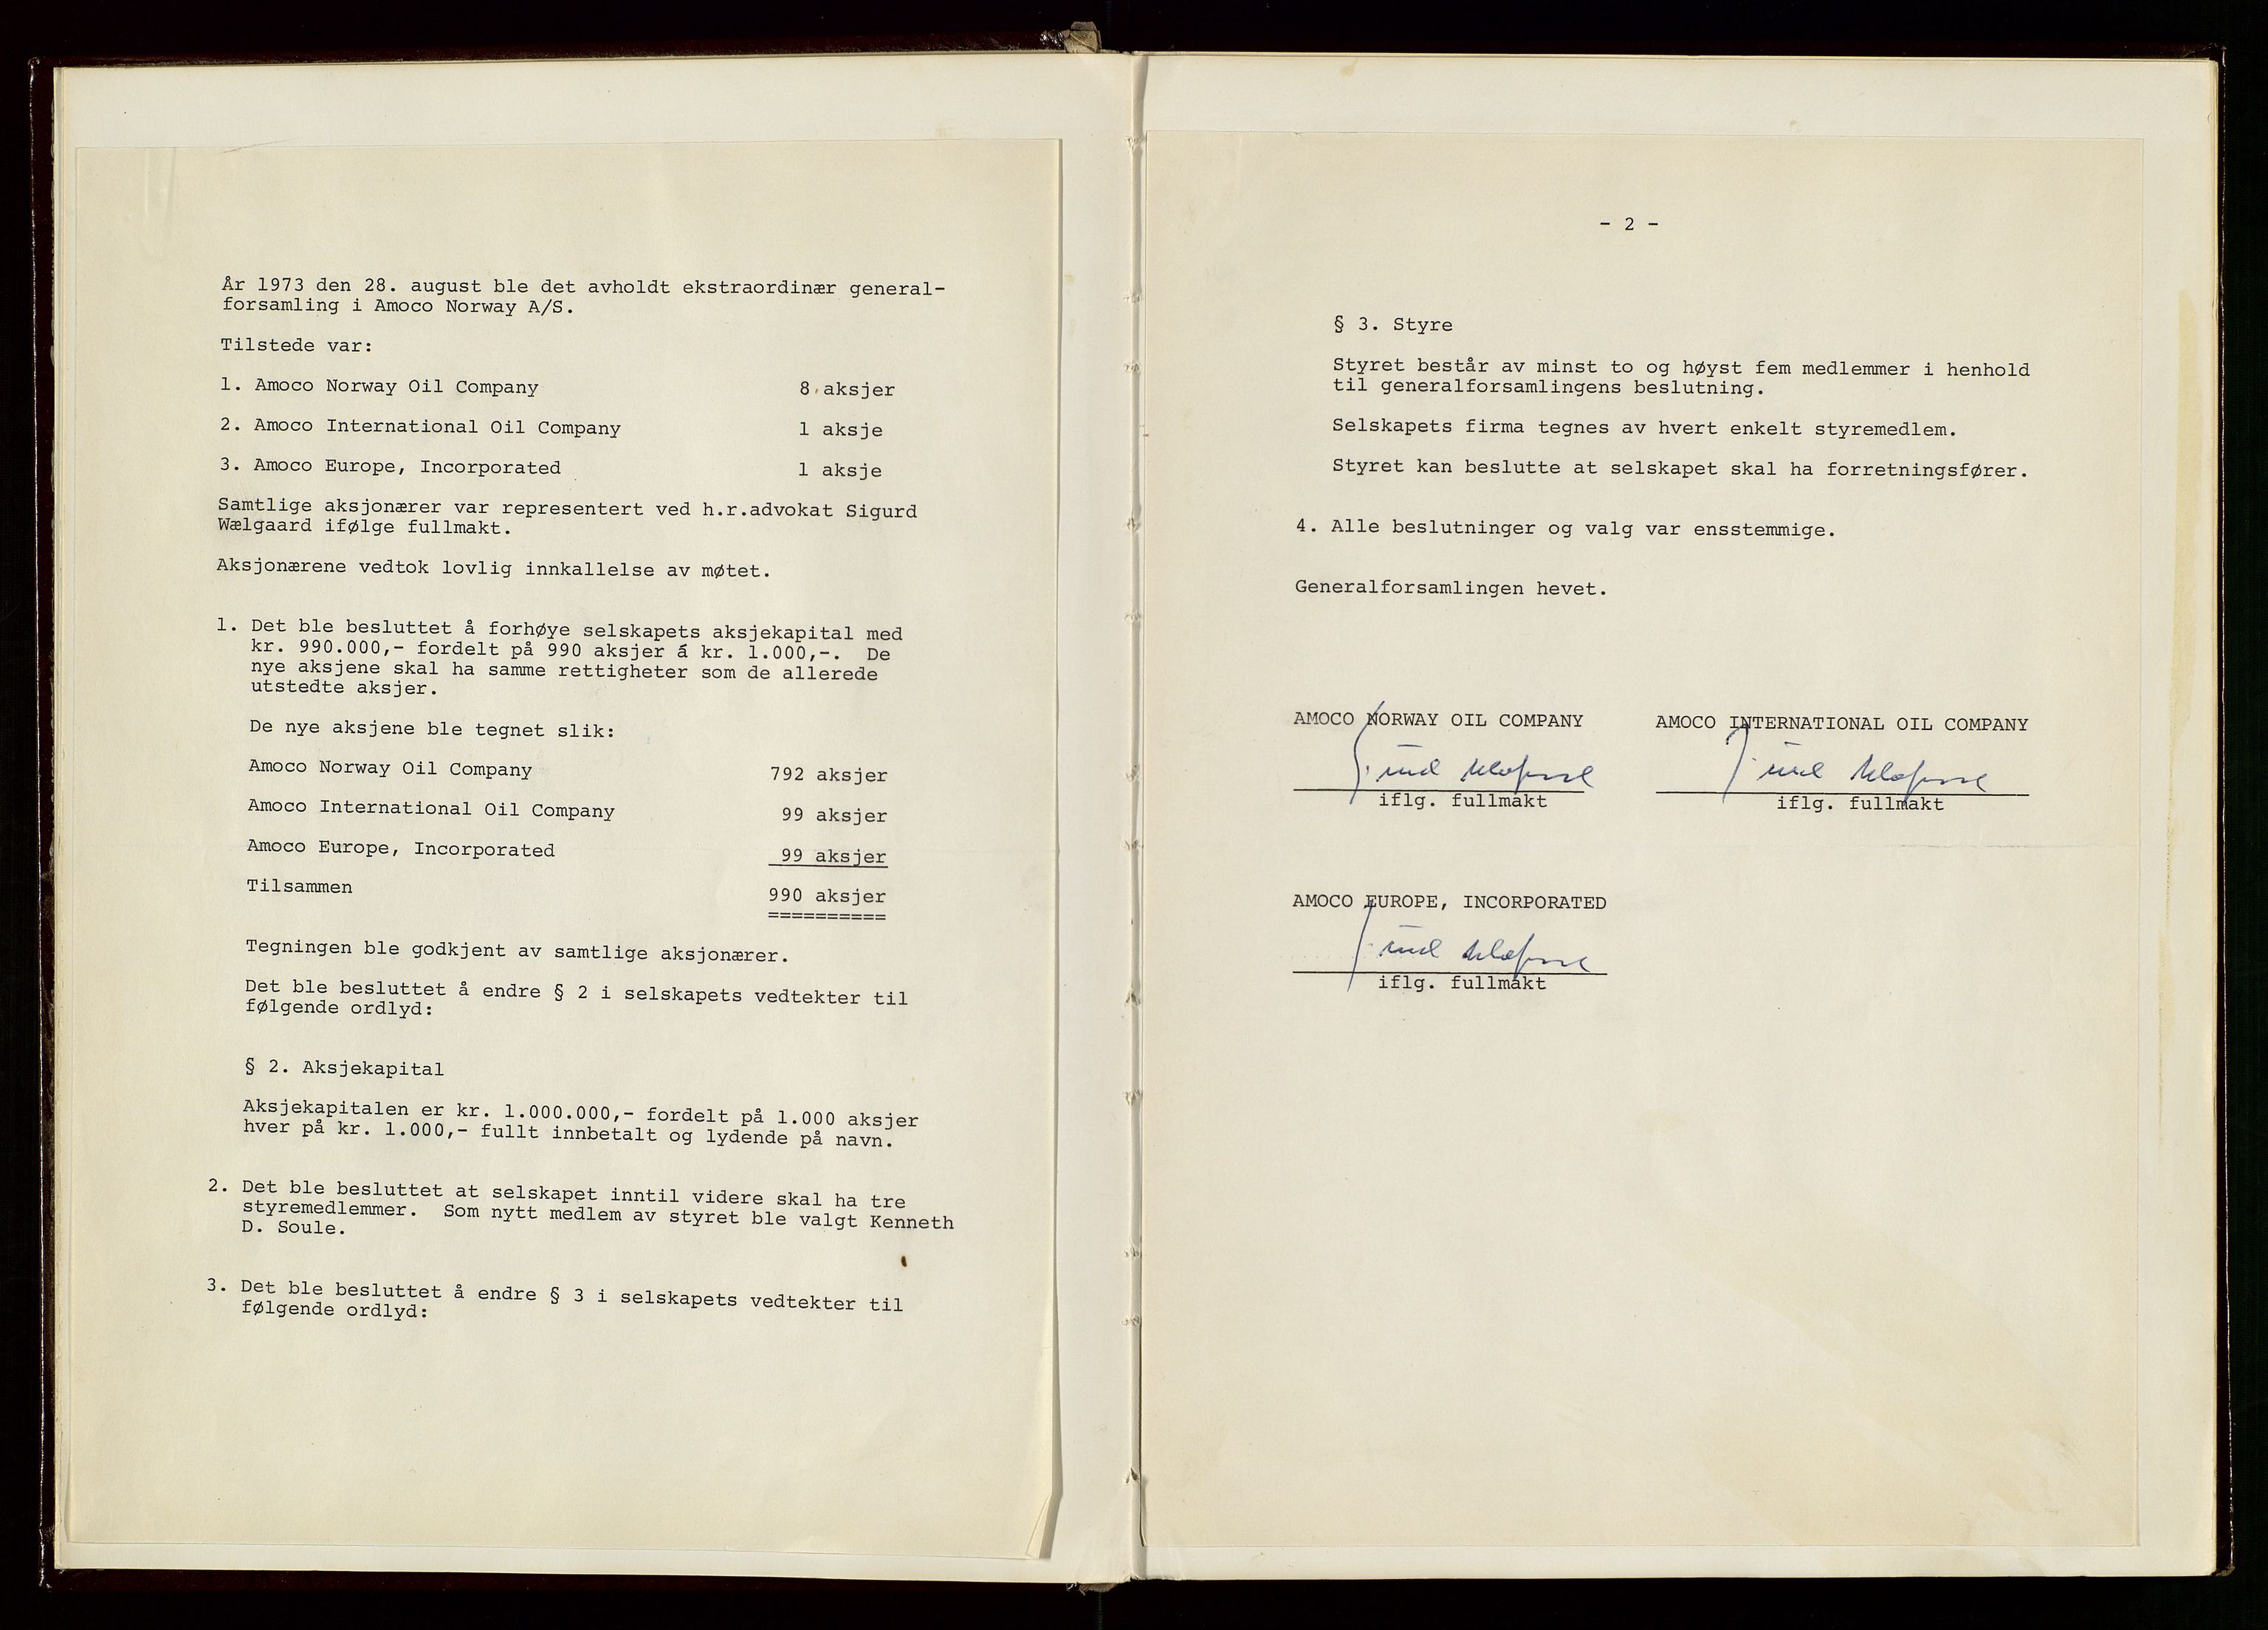 År 1973 den 28. august ble det avholdt ekstraordinær general-
forsamling i Amoco Norway A/S.
Tilstede var:
1. Amoco Norway Oil Company 8 aksjer
2. Amoco International Oil Company 1 aksje
3. Amoco Europe, Incorporated 1 aksje
Samtlige aksjonærer var representert ved h.r.advokat Sigurd
Wælgaard ifølge fullmakt.
Aksjonærene vedtok lovlig innkallelse av møtet.
1. Det ble besluttet å forhøye selskapets aksjekapital med
kr. 990.000,- fordelt på 990 aksjer á kr. 1.000,-. De
nye aksjene skal ha samme rettigheter som de allerede
utstedte aksjer.
De nye aksjene ble tegnet slik:
Amoco Norway Oil Company 792 aksjer
Amoco International Oil Company 99 aksjer
Amoco Europe, Incorporated 99 aksjer
Tilsammen 990 aksjer
==========
Tegningen ble godkjent av samtlige aksjonærer.
Det ble besluttet å endre § 2 i selskapets vedtekter til
følgende ordlyd:
§ 2. Aksjekapital
Aksjekapitalen er kr. 1.000.000,- fordelt på 1.000 aksjer
hver på kr. 1.000,- fullt innbetalt og lydende på navn.
2. Det ble besluttet at selskapet inntil videre skal ha tre
styremedlemmer. Som nytt medlem av styret ble valgt Kenneth
D. Soule.
3. Det ble besluttet å endre § 3 i selskapets vedtekter til
følgende ordlyd:
- 2 -
§ 3. Styre
Styret består av minst to og høyst fem medlemmer i henhold
til generalforsamlingens beslutning.
Selskapets firma tegnes av hvert enkelt styremedlem.
Styret kan beslutte at selskapet skal ha forretningsfører.
4. Alle beslutninger og valg var ensstemmige.
Generalforsamlingen hevet.
AMOCO NORWAY OIL COMPANY AMOCO INTERNATIONAL OIL COMPANY
iflg. fullmakt iflg. fullmakt
AMOCO EUROPE, INCORPORATED
iflg. fullmakt